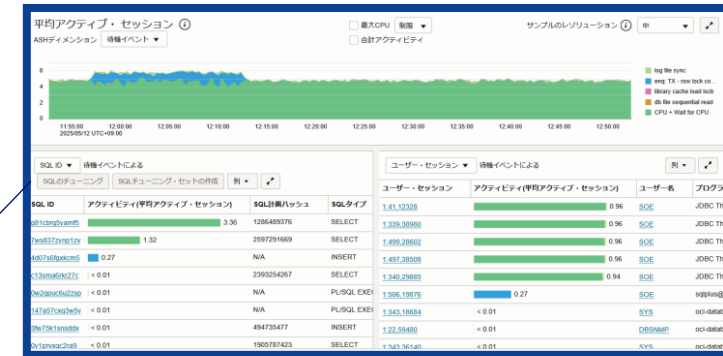 平均アクティブ・セッション
最大CPU 制限
サンプルのレゾリューション 中
ASHディメンション 待機イベント
合計アクティビティ
6
4
2
0
11:55:00 12:00:00 12:05:00 12:10:00 12:15:00 12:20:00 12:25:00 12:30:00 12:35:00 12:40:00 12:45:00 12:50:00
2025/05/12 UTC+09:00
log file sync
enq: TX - row lock co...
library cache load lock
db file sequential read
CPU + Wait for CPU
SQL ID 待機イベントによる
SQLのチューニング SQLチューニング・セットの作成 列
SQL ID アクティビティ(平均アクティブ・セッション) SQL計画ハッシュ SQLタイプ
g81cbrq5yamf5 3.36 1286489376 SELECT
7ws837zynp1zv 1.32 2597291669 SELECT
4d07s6fgxkcm5 0.27 N/A INSERT
c13sma6rkr27c < 0.01 2393254267 SELECT
0w2qpuc6u2zsp < 0.01 N/A PL/SQL EXE
147a57cxq3w5y < 0.01 N/A PL/SQL EXE
3fw75k1snsddx < 0.01 494735477 INSERT
0y1prvxqc2ra9 < 0.01 1905787423 SELECT
ユーザー・セッション 待機イベントによる 列
ユーザー・セッション アクティビティ(平均アクティブ・セッション) ユーザー名 プログラ
1:41,12328 0.96 SOE JDBC Th
1:339,38980 0.96 SOE JDBC Th
1:499,28602 0.96 SOE JDBC Th
1:497,38508 0.96 SOE JDBC Th
1:340,29885 0.94 SOE JDBC Th
1:506,19876 0.27 SOE sqlplus@
1:343,18684 < 0.01 SYS oci-datab
1:22,59480 < 0.01 DBSNMP oci-datab
1:343,36140 < 0.01 SYS oci-datab